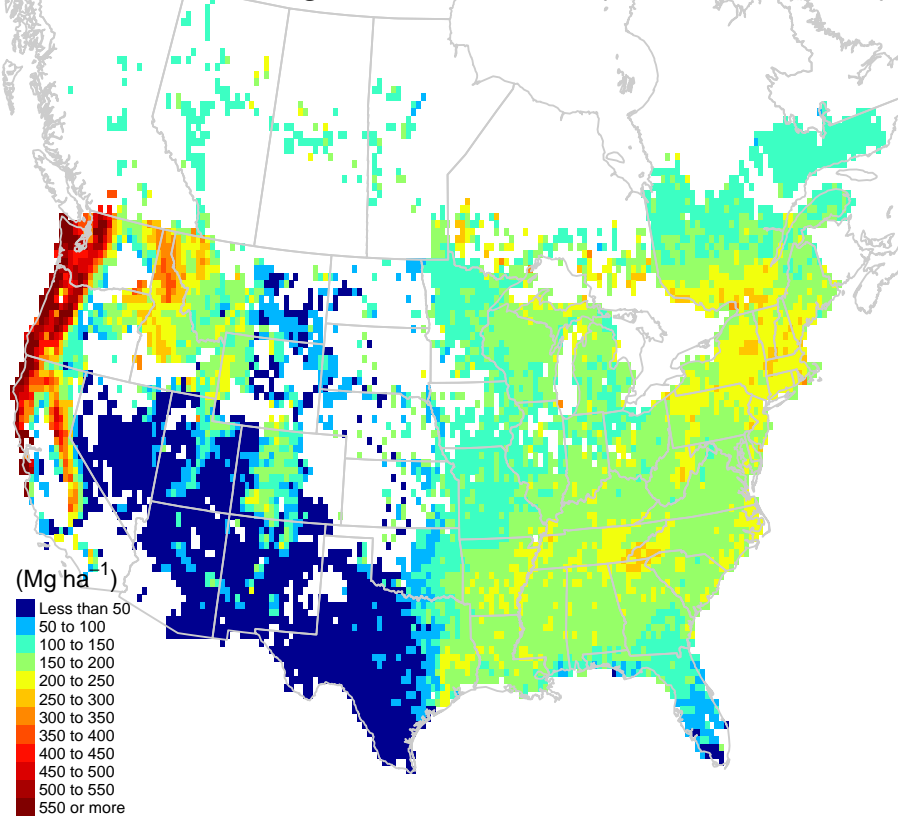 (Mg ha⁻¹)
Less than 50
50 to 100
100 to 150
150 to 200
200 to 250
250 to 300
300 to 350
350 to 400
400 to 450
450 to 500
500 to 550
550 or more